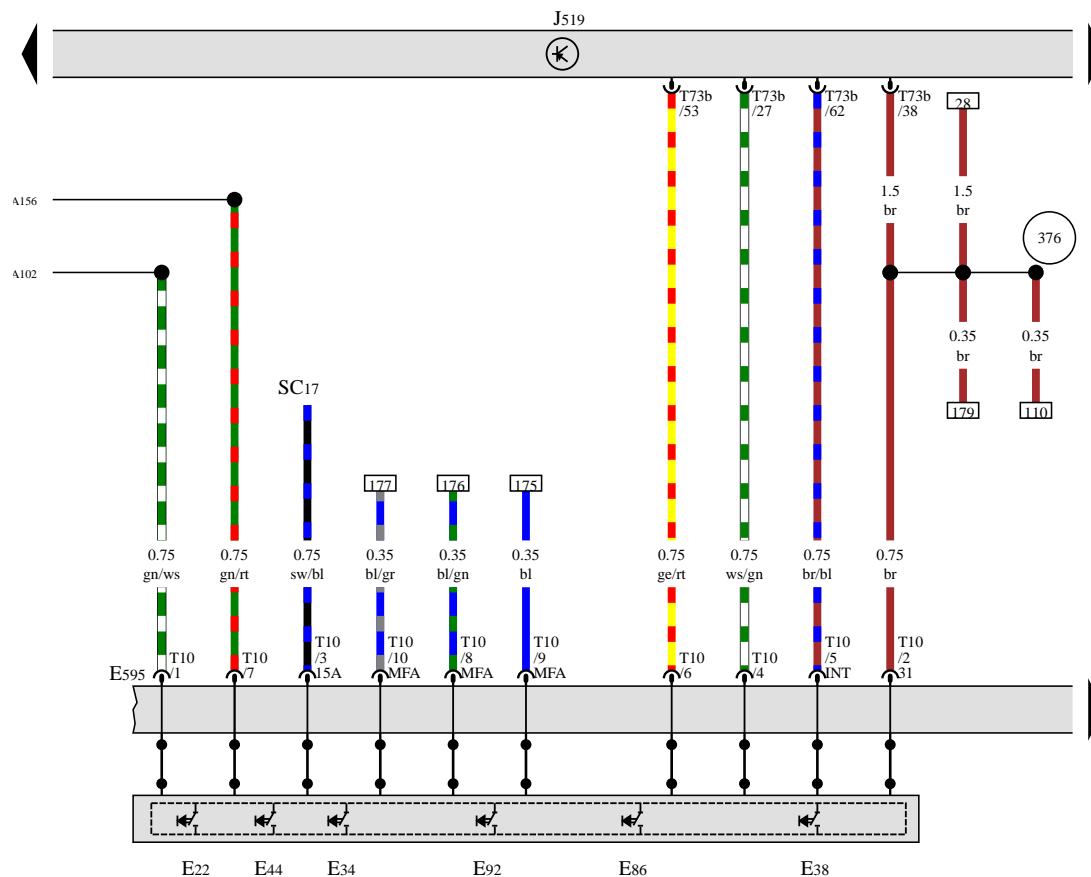 J519
T73b
/53
T73b
/27
T73b
/62
T73b
/38
28
1.5
br
1.5
br
A156
376
A102
0.35
br
0.35
br
SC17
179
110
177
176
175
0.75
gn/ws
0.75
gn/rt
0.75
sw/bl
0.35
bl/gr
0.35
bl/gn
0.35
bl
0.75
ge/rt
0.75
ws/gn
0.75
br/bl
0.75
br
E595
T10
/1
T10
/7
T10
/3
15A
T10
/10
MFA
T10
/8
MFA
T10
/9
MFA
T10
/6
T10
/4
T10
/5
INT
T10
/2
31
E22
E44
E34
E92
E86
E38